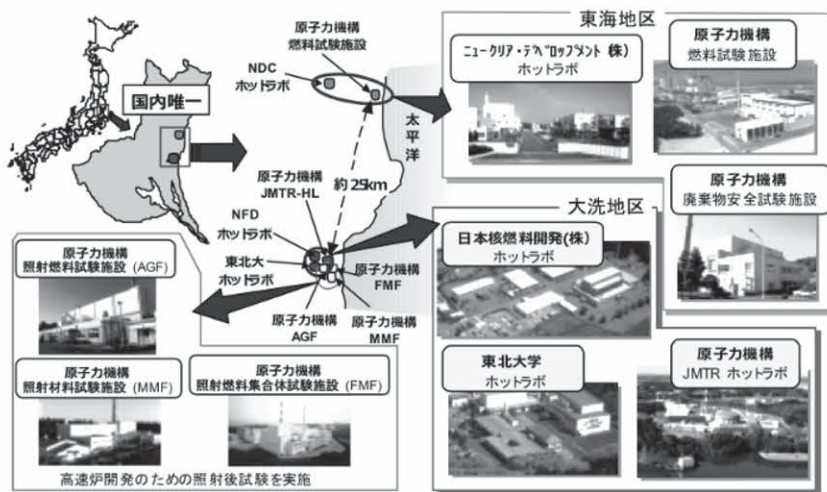 国内唯一
原子力機構
燃料試験施設
NDC
ホットラボ
太平洋
約25km
原子力機構
JMTR-HL
NFD
ホットラボ
東北大
ホットラボ
原子力機構
FMF
原子力機構
AGF
原子力機構
MMF
東海地区
ニュークリア・デベロップメント (株)
ホットラボ
原子力機構
燃料試験施設
原子力機構
廃棄物安全試験施設
大洗地区
日本核燃料開発(株)
ホットラボ
東北大学
ホットラボ
原子力機構
JMTR ホットラボ
原子力機構
照射燃料試験施設 (AGF)
原子力機構
照射材料試験施設 (MMF)
原子力機構
照射燃料集合体試験施設 (FMF)
高速炉開発のための照射後試験を実施